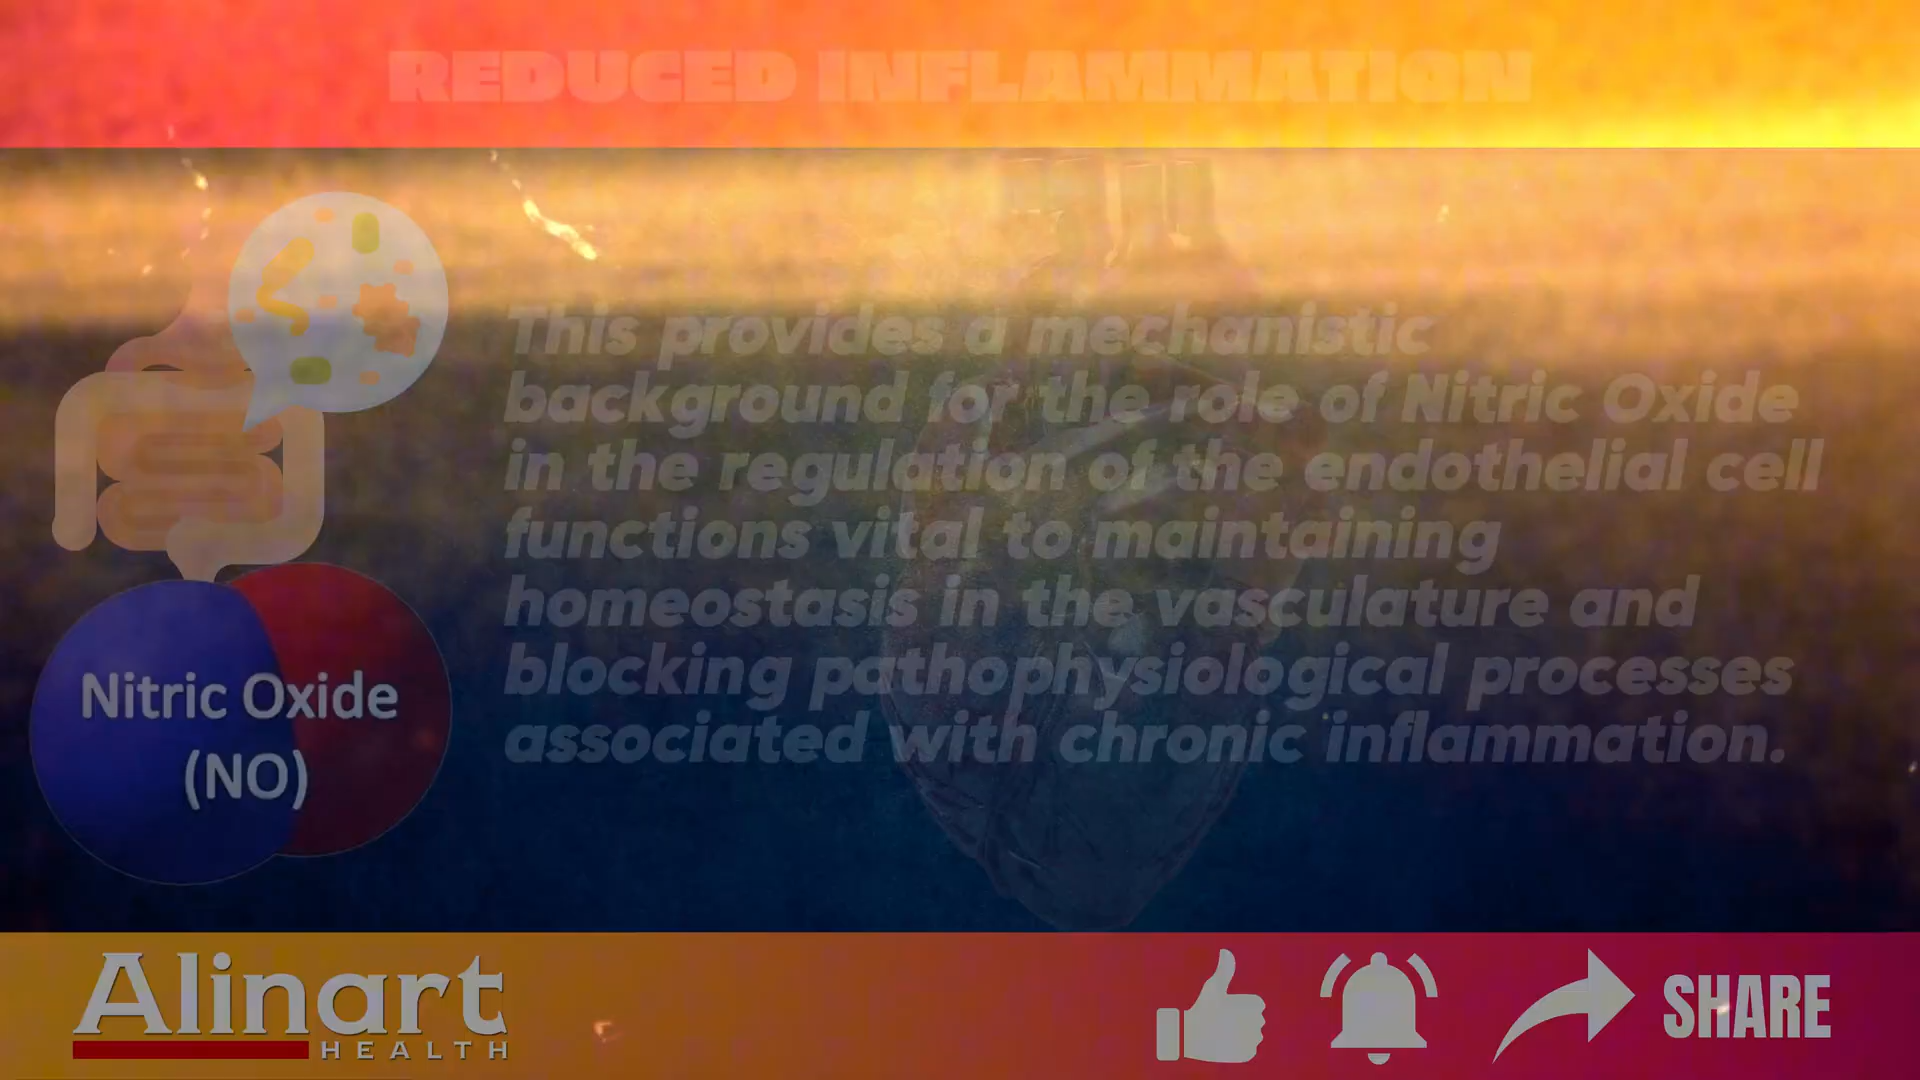 REDUCED INFLAMMATION
This provides a mechanistic
background for the role of Nitric Oxide
in the regulation of the endothelial cell
functions vital to maintaining
homeostasis in the vasculature and
blocking pathophysiological processes
associated with chronic inflammation.
Nitric Oxide
(NO)
Alinart
HEALTH
SHARE